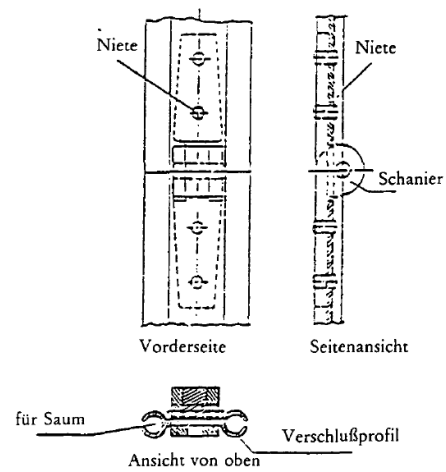 Niete
Niete
Schanier
Vorderseite
Seitenansicht
für Saum
Verschlußprofil
Ansicht von oben